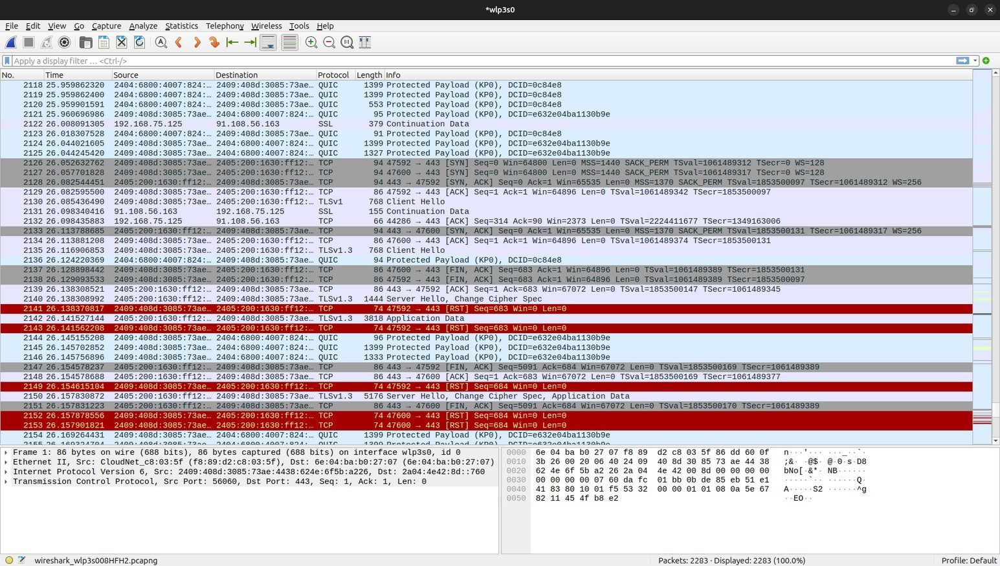 *wlp3s0
File Edit View Go Capture Analyze Statistics Telephony Wireless Tools Help
Apply a display filter … <Ctrl-/>
No. Time Source Destination Protocol Length Info
2118 25.959862320 2404:6800:4007:824:… 2409:408d:3085:73ae… QUIC 1399 Protected Payload (KP0), DCID=0c84e8
2119 25.959862400 2404:6800:4007:824:… 2409:408d:3085:73ae… QUIC 1399 Protected Payload (KP0), DCID=0c84e8
2120 25.959901591 2404:6800:4007:824:… 2409:408d:3085:73ae… QUIC 553 Protected Payload (KP0), DCID=0c84e8
2121 25.960696986 2409:408d:3085:73ae… 2404:6800:4007:824:… QUIC 95 Protected Payload (KP0), DCID=e632e04ba1130b9e
2122 26.008091305 192.168.75.125 91.108.56.163 SSL 379 Continuation Data
2123 26.018307528 2404:6800:4007:824:… 2409:408d:3085:73ae… QUIC 91 Protected Payload (KP0), DCID=0c84e8
2124 26.044021605 2409:408d:3085:73ae… 2404:6800:4007:824:… QUIC 1399 Protected Payload (KP0), DCID=e632e04ba1130b9e
2125 26.044245420 2409:408d:3085:73ae… 2404:6800:4007:824:… QUIC 1327 Protected Payload (KP0), DCID=e632e04ba1130b9e
2126 26.052632762 2409:408d:3085:73ae… 2405:200:1630:ff12:… TCP 94 47592 → 443 [SYN] Seq=0 Win=64800 Len=0 MSS=1440 SACK_PERM TSval=1061489312 TSecr=0 WS=128
2127 26.057701828 2409:408d:3085:73ae… 2405:200:1630:ff12:… TCP 94 47600 → 443 [SYN] Seq=0 Win=64800 Len=0 MSS=1440 SACK_PERM TSval=1061489317 TSecr=0 WS=128
2128 26.082544451 2405:200:1630:ff12:… 2409:408d:3085:73ae… TCP 94 443 → 47592 [SYN, ACK] Seq=0 Ack=1 Win=65535 Len=0 MSS=1370 SACK_PERM TSval=1853500097 TSecr=1061489312 WS=256
2129 26.082595500 2409:408d:3085:73ae… 2405:200:1630:ff12:… TCP 86 47592 → 443 [ACK] Seq=1 Ack=1 Win=64896 Len=0 TSval=1061489342 TSecr=1853500097
2130 26.085436490 2409:408d:3085:73ae… 2405:200:1630:ff12:… TLSv1 768 Client Hello
2131 26.098340416 91.108.56.163 192.168.75.125 SSL 155 Continuation Data
2132 26.098435883 192.168.75.125 91.108.56.163 TCP 66 44286 → 443 [ACK] Seq=314 Ack=90 Win=2373 Len=0 TSval=2224411677 TSecr=1349163006
2133 26.113788685 2405:200:1630:ff12:… 2409:408d:3085:73ae… TCP 94 443 → 47600 [SYN, ACK] Seq=0 Ack=1 Win=65535 Len=0 MSS=1370 SACK_PERM TSval=1853500131 TSecr=1061489317 WS=256
2134 26.113881208 2409:408d:3085:73ae… 2405:200:1630:ff12:… TCP 86 47600 → 443 [ACK] Seq=1 Ack=1 Win=64896 Len=0 TSval=1061489374 TSecr=1853500131
2135 26.116906853 2409:408d:3085:73ae… 2405:200:1630:ff12:… TLSv1.3 768 Client Hello
2136 26.124220369 2404:6800:4007:824:… 2409:408d:3085:73ae… QUIC 94 Protected Payload (KP0), DCID=0c84e8
2137 26.128898442 2409:408d:3085:73ae… 2405:200:1630:ff12:… TCP 86 47600 → 443 [FIN, ACK] Seq=683 Ack=1 Win=64896 Len=0 TSval=1061489389 TSecr=1853500131
2138 26.129093533 2409:408d:3085:73ae… 2405:200:1630:ff12:… TCP 86 47592 → 443 [FIN, ACK] Seq=683 Ack=1 Win=64896 Len=0 TSval=1061489389 TSecr=1853500097
2139 26.138308521 2405:200:1630:ff12:… 2409:408d:3085:73ae… TCP 86 443 → 47592 [ACK] Seq=1 Ack=683 Win=67072 Len=0 TSval=1853500147 TSecr=1061489345
2140 26.138308992 2405:200:1630:ff12:… 2409:408d:3085:73ae… TLSv1.3 1444 Server Hello, Change Cipher Spec
2141 26.138370817 2409:408d:3085:73ae… 2405:200:1630:ff12:… TCP 74 47592 → 443 [RST] Seq=683 Win=0 Len=0
2142 26.141527144 2405:200:1630:ff12:… 2409:408d:3085:73ae… TLSv1.3 3818 Application Data
2143 26.141562208 2409:408d:3085:73ae… 2405:200:1630:ff12:… TCP 74 47592 → 443 [RST] Seq=683 Win=0 Len=0
2144 26.145155208 2409:408d:3085:73ae… 2404:6800:4007:824:… QUIC 96 Protected Payload (KP0), DCID=e632e04ba1130b9e
2145 26.145702852 2409:408d:3085:73ae… 2404:6800:4007:824:… QUIC 1399 Protected Payload (KP0), DCID=e632e04ba1130b9e
2146 26.145756896 2409:408d:3085:73ae… 2404:6800:4007:824:… QUIC 1333 Protected Payload (KP0), DCID=e632e04ba1130b9e
2147 26.154578237 2405:200:1630:ff12:… 2409:408d:3085:73ae… TCP 86 443 → 47592 [FIN, ACK] Seq=5091 Ack=684 Win=67072 Len=0 TSval=1853500169 TSecr=1061489389
2148 26.154578688 2405:200:1630:ff12:… 2409:408d:3085:73ae… TCP 86 443 → 47600 [ACK] Seq=1 Ack=683 Win=67072 Len=0 TSval=1853500169 TSecr=1061489377
2149 26.154615104 2409:408d:3085:73ae… 2405:200:1630:ff12:… TCP 74 47592 → 443 [RST] Seq=684 Win=0 Len=0
2150 26.157830872 2405:200:1630:ff12:… 2409:408d:3085:73ae… TLSv1.3 5176 Server Hello, Change Cipher Spec, Application Data
2151 26.157831223 2405:200:1630:ff12:… 2409:408d:3085:73ae… TCP 86 443 → 47600 [FIN, ACK] Seq=5091 Ack=684 Win=67072 Len=0 TSval=1853500170 TSecr=1061489389
2152 26.157878556 2409:408d:3085:73ae… 2405:200:1630:ff12:… TCP 74 47600 → 443 [RST] Seq=684 Win=0 Len=0
2153 26.157901821 2409:408d:3085:73ae… 2405:200:1630:ff12:… TCP 74 47600 → 443 [RST] Seq=684 Win=0 Len=0
2154 26.169264431 2409:408d:3085:73ae… 2404:6800:4007:824:… QUIC 1399 Protected Payload (KP0), DCID=e632e04ba1130b9e
Frame 1: 86 bytes on wire (688 bits), 86 bytes captured (688 bits) on interface wlp3s0, id 0
Ethernet II, Src: CloudNet_c8:03:5f (f8:89:d2:c8:03:5f), Dst: 6e:04:ba:b0:27:07 (6e:04:ba:b0:27:07)
Internet Protocol Version 6, Src: 2409:408d:3085:73ae:4438:624e:6f5b:a226, Dst: 2a04:4e42:8d::760
Transmission Control Protocol, Src Port: 56060, Dst Port: 443, Seq: 1, Ack: 1, Len: 0
0000 6e 04 ba b0 27 07 f8 89 d2 c8 03 5f 86 dd 60 0f n···'··· ···_··`·
0010 3b 26 00 20 06 40 24 09 40 8d 30 85 73 ae 44 38 ;&· ·@$· @·0·s·D8
0020 62 4e 6f 5b a2 26 2a 04 4e 42 00 8d 00 00 00 00 bNo[·&*· NB······
0030 00 00 00 00 07 60 da fc 01 bb 0b de 85 eb 51 e1 ·····`·· ······Q·
0040 41 83 80 10 01 f5 53 32 00 00 01 01 08 0a 5e 67 A·····S2 ······^g
0050 82 11 45 4f b8 e2 ··EO··
wireshark_wlp3s008HFH2.pcapng Packets: 2283 · Displayed: 2283 (100.0%) Profile: Default